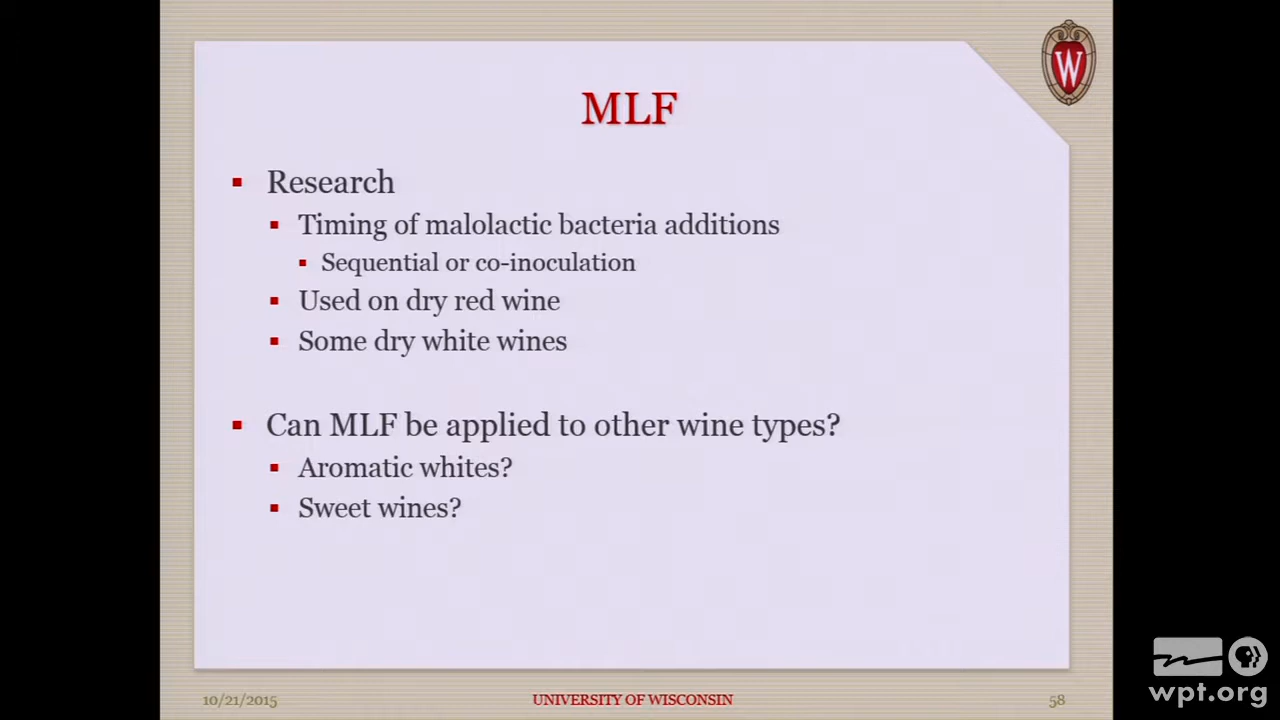 W
MLF
Research
Timing of malolactic bacteria additions
Sequential or co-inoculation
Used on dry red wine
Some dry white wines
Can MLF be applied to other wine types?
Aromatic whites?
Sweet wines?
10/21/2015
UNIVERSITY OF WISCONSIN
58
wpt.org